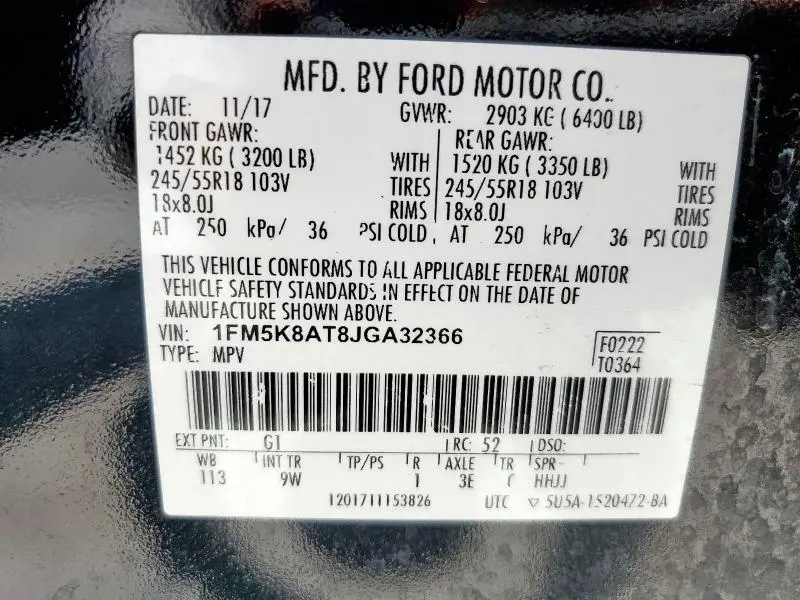 MFD. BY FORD MOTOR CO.
DATE: 11/17 GVWR: 2903 KG ( 6400 LB)
FRONT GAWR: REAR GAWR:
1452 KG ( 3200 LB) WITH 1520 KG ( 3350 LB) WITH
245/55R18 103V TIRES 245/55R18 103V TIRES
18x8.0J RIMS 18x8.0J RIMS
AT 250 kPa/ 36 PSI COLD, AT 250 kPa/ 36 PSI COLD
THIS VEHICLE CONFORMS TO ALL APPLICABLE FEDERAL MOTOR
VEHICLE SAFETY STANDARDS IN EFFECT ON THE DATE OF
MANUFACTURE SHOWN ABOVE.
VIN: 1FM5K8AT8JGA32366 F0222
TYPE: MPV T0364
EXT PNT: G1 RC: 52 DSO:
WB INT TR TP/PS R AXLE TR SPR
113 9W 1 3E HHJJ
1201711153826 UTC ▽ 5U5A-1520472-BA